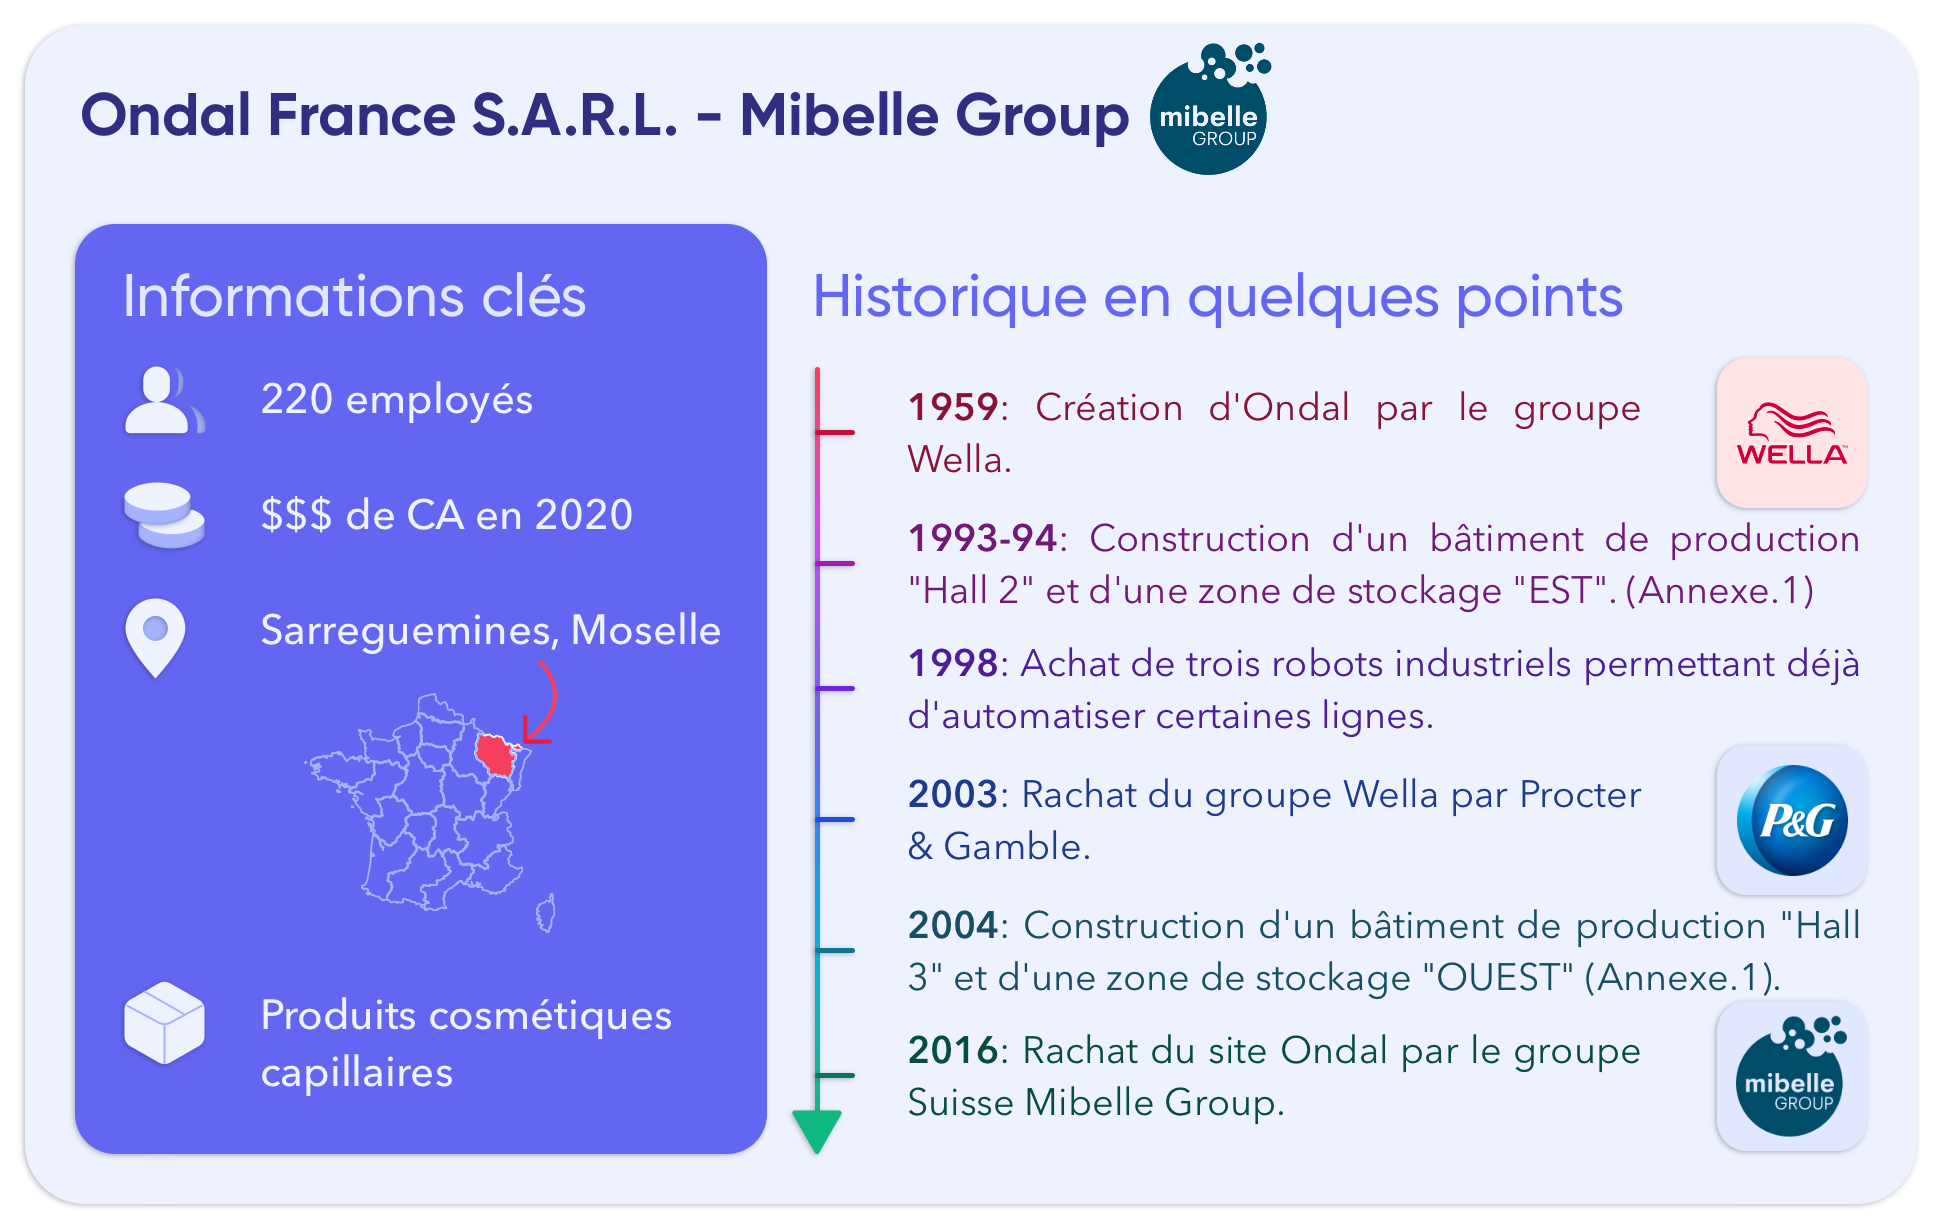 Ondal France S.A.R.L. - Mibelle Group
mibelle
GROUP
Informations clés
220 employés
$$$ de CA en 2020
Sarreguemines, Moselle
Produits cosmétiques
capillaires
Historique en quelques points
1959: Création d'Ondal par le groupe
Wella.
WELLA™
1993-94: Construction d'un bâtiment de production
"Hall 2" et d'une zone de stockage "EST". (Annexe.1)
1998: Achat de trois robots industriels permettant déjà
d'automatiser certaines lignes.
2003: Rachat du groupe Wella par Procter
& Gamble.
P&G
2004: Construction d'un bâtiment de production "Hall
3" et d'une zone de stockage "OUEST" (Annexe.1).
2016: Rachat du site Ondal par le groupe
Suisse Mibelle Group.
mibelle
GROUP